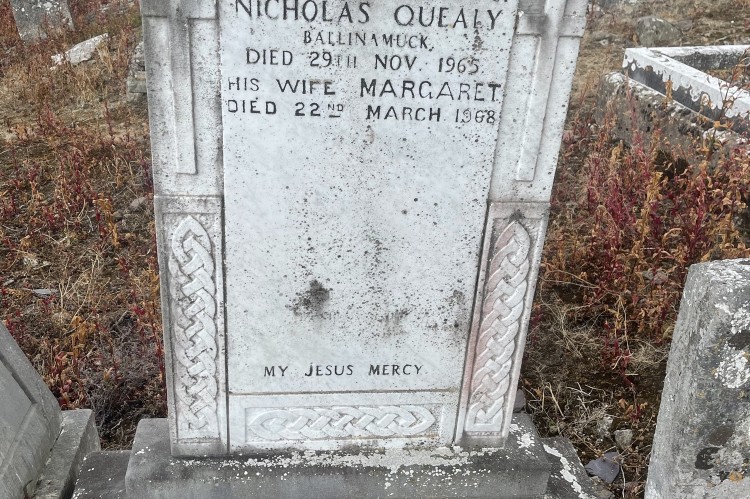 NICHOLAS QUEALY
BALLINAMUCK
DIED 29TH NOV. 1965
HIS WIFE MARGARET
DIED 22ND MARCH 1968
MY JESUS MERCY